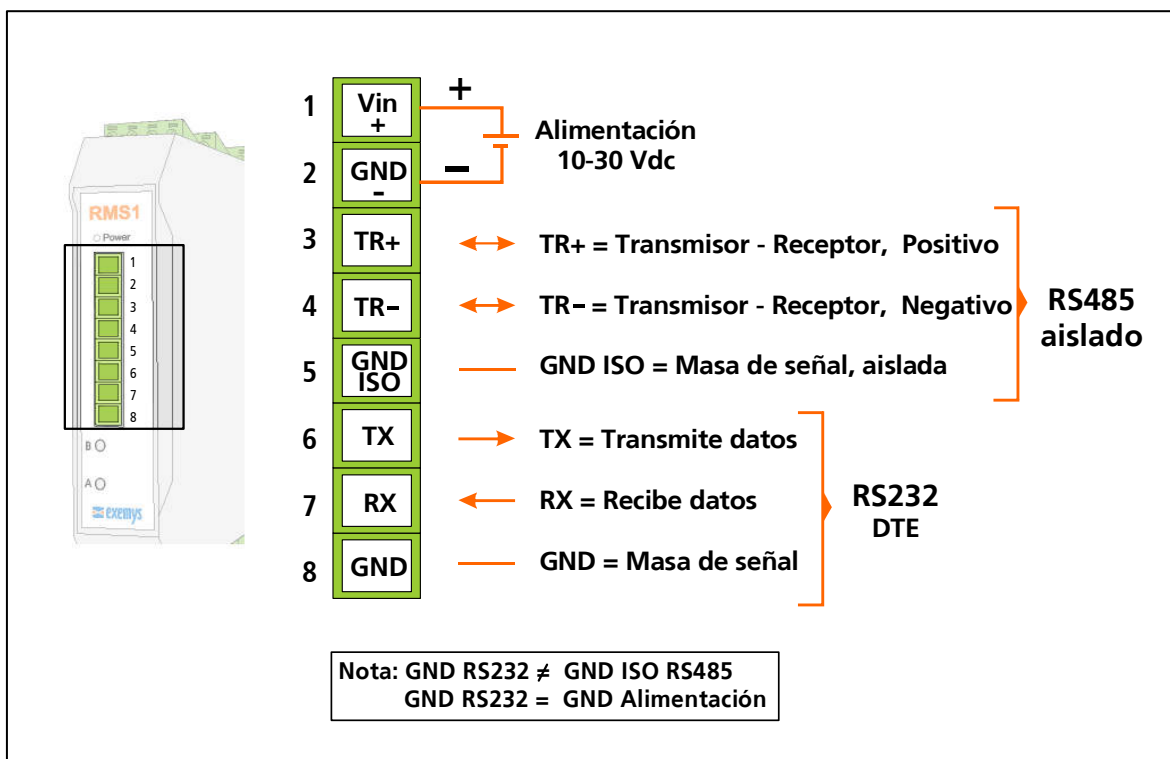 RMS1
Power
1
2
3
4
5
6
7
8
B
A
exemys
1
Vin
+
+
2
GND
-
−
Alimentación
10-30 Vdc
3
TR+
TR+ = Transmisor - Receptor, Positivo
4
TR−
TR− = Transmisor - Receptor, Negativo
5
GND
ISO
GND ISO = Masa de señal, aislada
RS485
aislado
6
TX
TX = Transmite datos
7
RX
RX = Recibe datos
8
GND
GND = Masa de señal
RS232
DTE
Nota: GND RS232 ≠ GND ISO RS485
GND RS232 = GND Alimentación